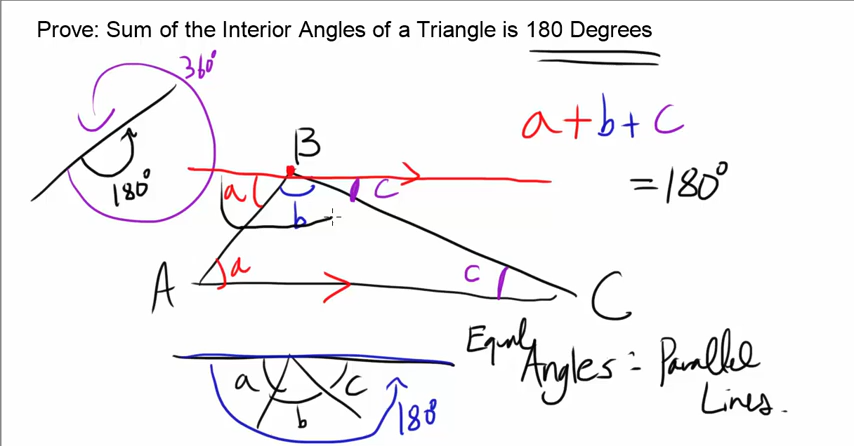 Prove: Sum of the Interior Angles of a Triangle is 180 Degrees
360°
180°
B
a + b + c
= 180°
a
b
c
A
a
c
C
Equal
Angles = Parallel
Lines.
a
b
c
180°